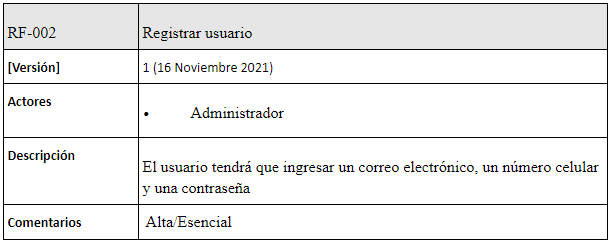 RF-002 Registrar usuario
[Versión] 1 (16 Noviembre 2021)
Actores
• Administrador
Descripción
El usuario tendrá que ingresar un correo electrónico, un número celular
y una contraseña
Comentarios Alta/Esencial